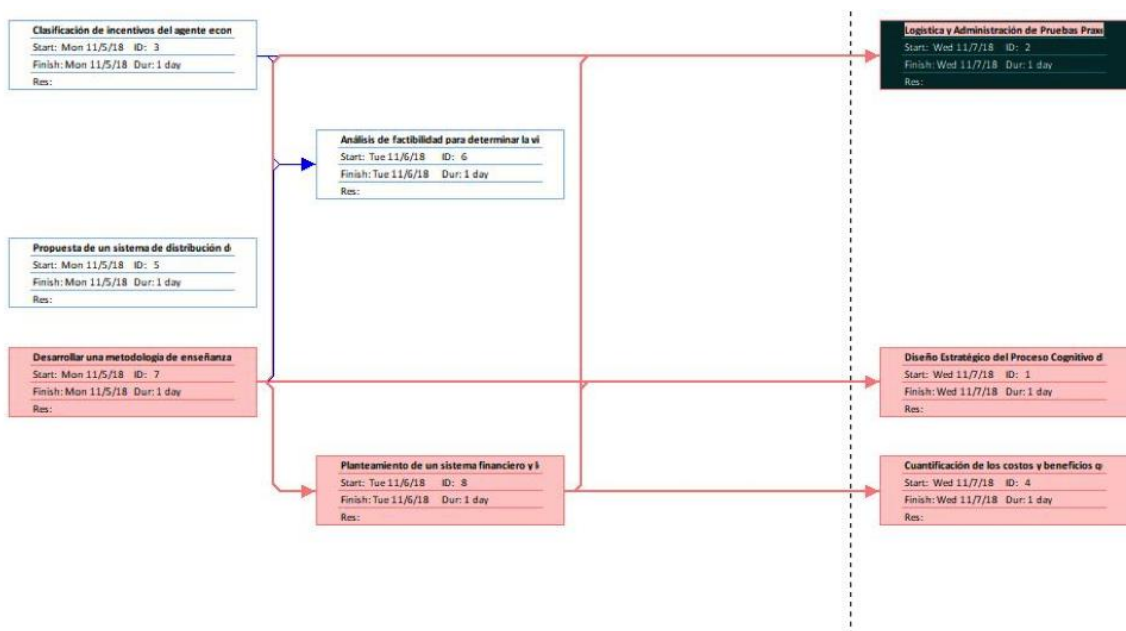 Clasificación de incentivos del agente econ
Start: Mon 11/5/18 ID: 3
Finish: Mon 11/5/18 Dur: 1 day
Res:
Logística y Administración de Pruebas
Start: Wed 11/7/18 ID: 2
Finish: Wed 11/7/18 Dur: 1 day
Res:
Análisis de factibilidad para determinar la vi
Start: Tue 11/6/18 ID: 6
Finish: Tue 11/6/18 Dur: 1 day
Res:
Propuesta de un sistema de distribución d
Start: Mon 11/5/18 ID: 5
Finish: Mon 11/5/18 Dur: 1 day
Res:
Desarrollar una metodología de enseñanza
Start: Mon 11/5/18 ID: 7
Finish: Mon 11/5/18 Dur: 1 day
Res:
Diseño Estratégico del Proceso Cognitivo d
Start: Wed 11/7/18 ID: 1
Finish: Wed 11/7/18 Dur: 1 day
Res:
Planteamiento de un sistema financiero y
Start: Tue 11/6/18 ID: 8
Finish: Tue 11/6/18 Dur: 1 day
Res:
Cuantificación de los costos y beneficios
Start: Wed 11/7/18 ID: 4
Finish: Wed 11/7/18 Dur: 1 day
Res: